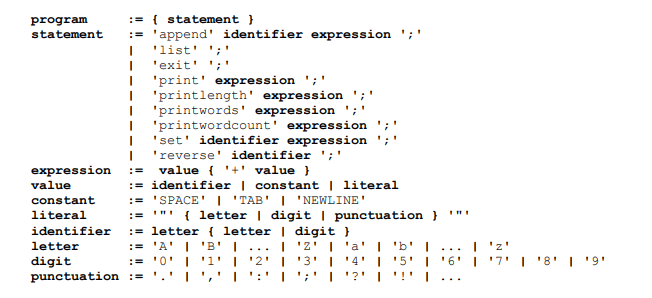 program := { statement }
statement := 'append' identifier expression ';'
| 'list' ';'
| 'exit' ';'
| 'print' expression ';'
| 'printlength' expression ';'
| 'printwords' expression ';'
| 'printwordcount' expression ';'
| 'set' identifier expression ';'
| 'reverse' identifier ';'
expression := value { '+' value }
value := identifier | constant | literal
constant := 'SPACE' | 'TAB' | 'NEWLINE'
literal := '"' { letter | digit | punctuation } '"'
identifier := letter { letter | digit }
letter := 'A' | 'B' | ... | 'Z' | 'a' | 'b' | ... | 'z'
digit := '0' | '1' | '2' | '3' | '4' | '5' | '6' | '7' | '8' | '9'
punctuation := '.' | ',' | ':' | ';' | '?' | '!' | ...